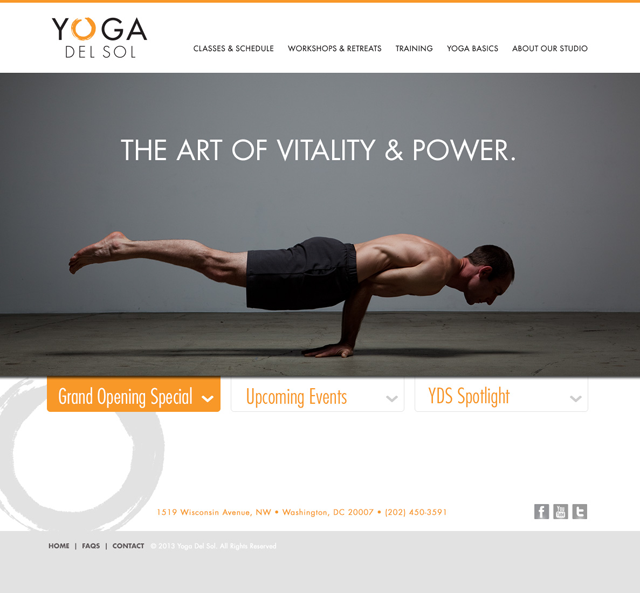 YOGA
DEL SOL
CLASSES & SCHEDULE WORKSHOPS & RETREATS TRAINING YOGA BASICS ABOUT OUR STUDIO
THE ART OF VITALITY & POWER.
Grand Opening Special Upcoming Events YDS Spotlight
1519 Wisconsin Avenue, NW • Washington, DC 20007 • (202) 450-3591
f You Tube t
HOME | FAQS | CONTACT © 2013 Yoga Del Sol. All Rights Reserved